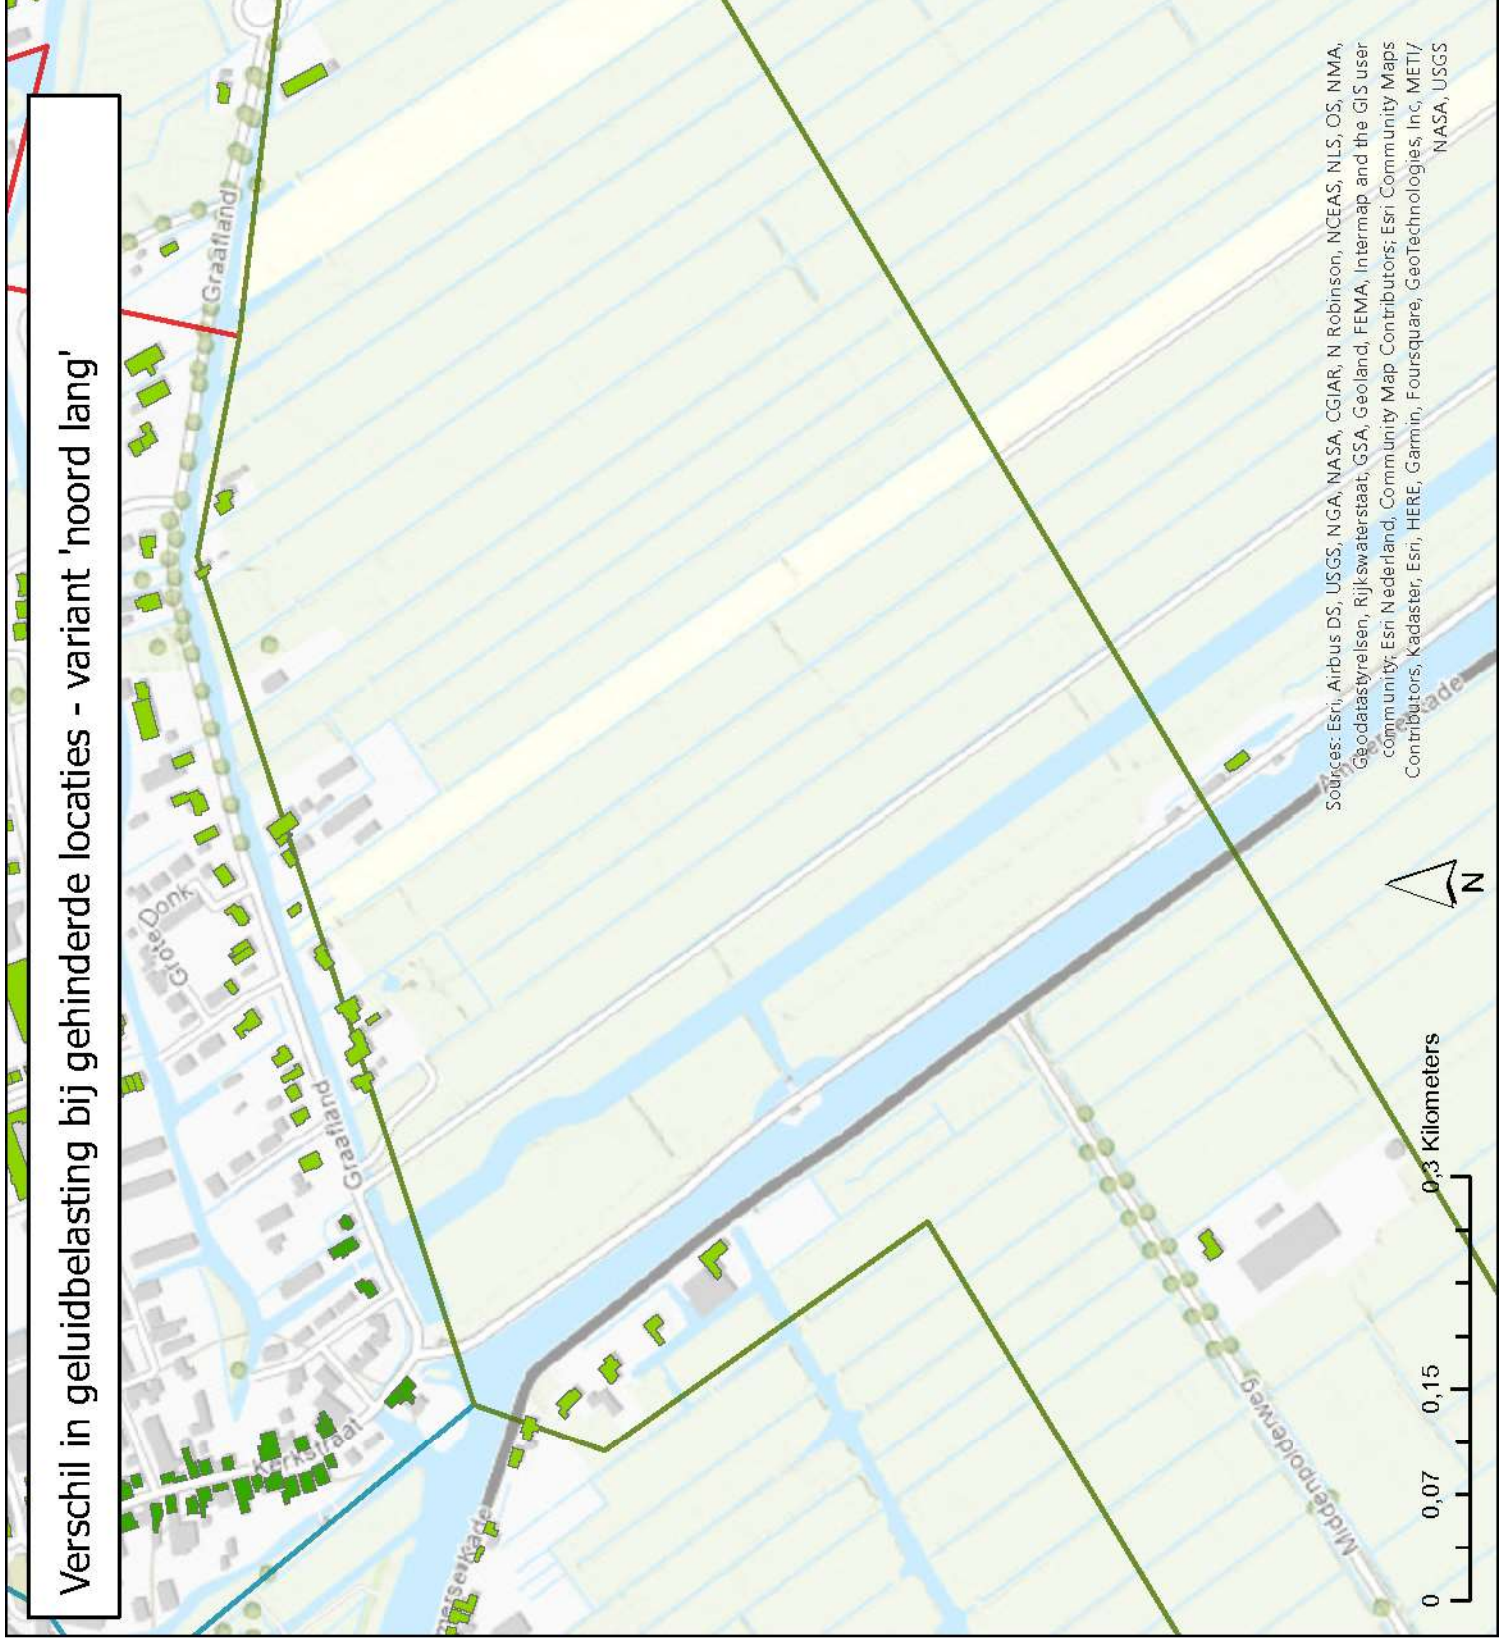 Verschil in geluidbelasting bij gehinderde locaties - variant 'noord lang'
Graafland
Grote Donk
Graafland
Kerkstraat
Ammersekade
Middenpolderweg
Sources: Esri, Airbus DS, USGS, NGA, NASA, CGIAR, N Robinson, NCEAS, NLS, OS, NMA,
Geodatastyrelsen, Rijkswaterstaat, GSA, Geoland, FEMA, Intermap and the GIS user
community; Esri Nederland, Community Map Contributors; Esri Community Maps
Contributors, Kadaster, Esri, HERE, Garmin, Foursquare, GeoTechnologies, Inc, METI/
NASA, USGS
N
0 0,07 0,15 0,3 Kilometers